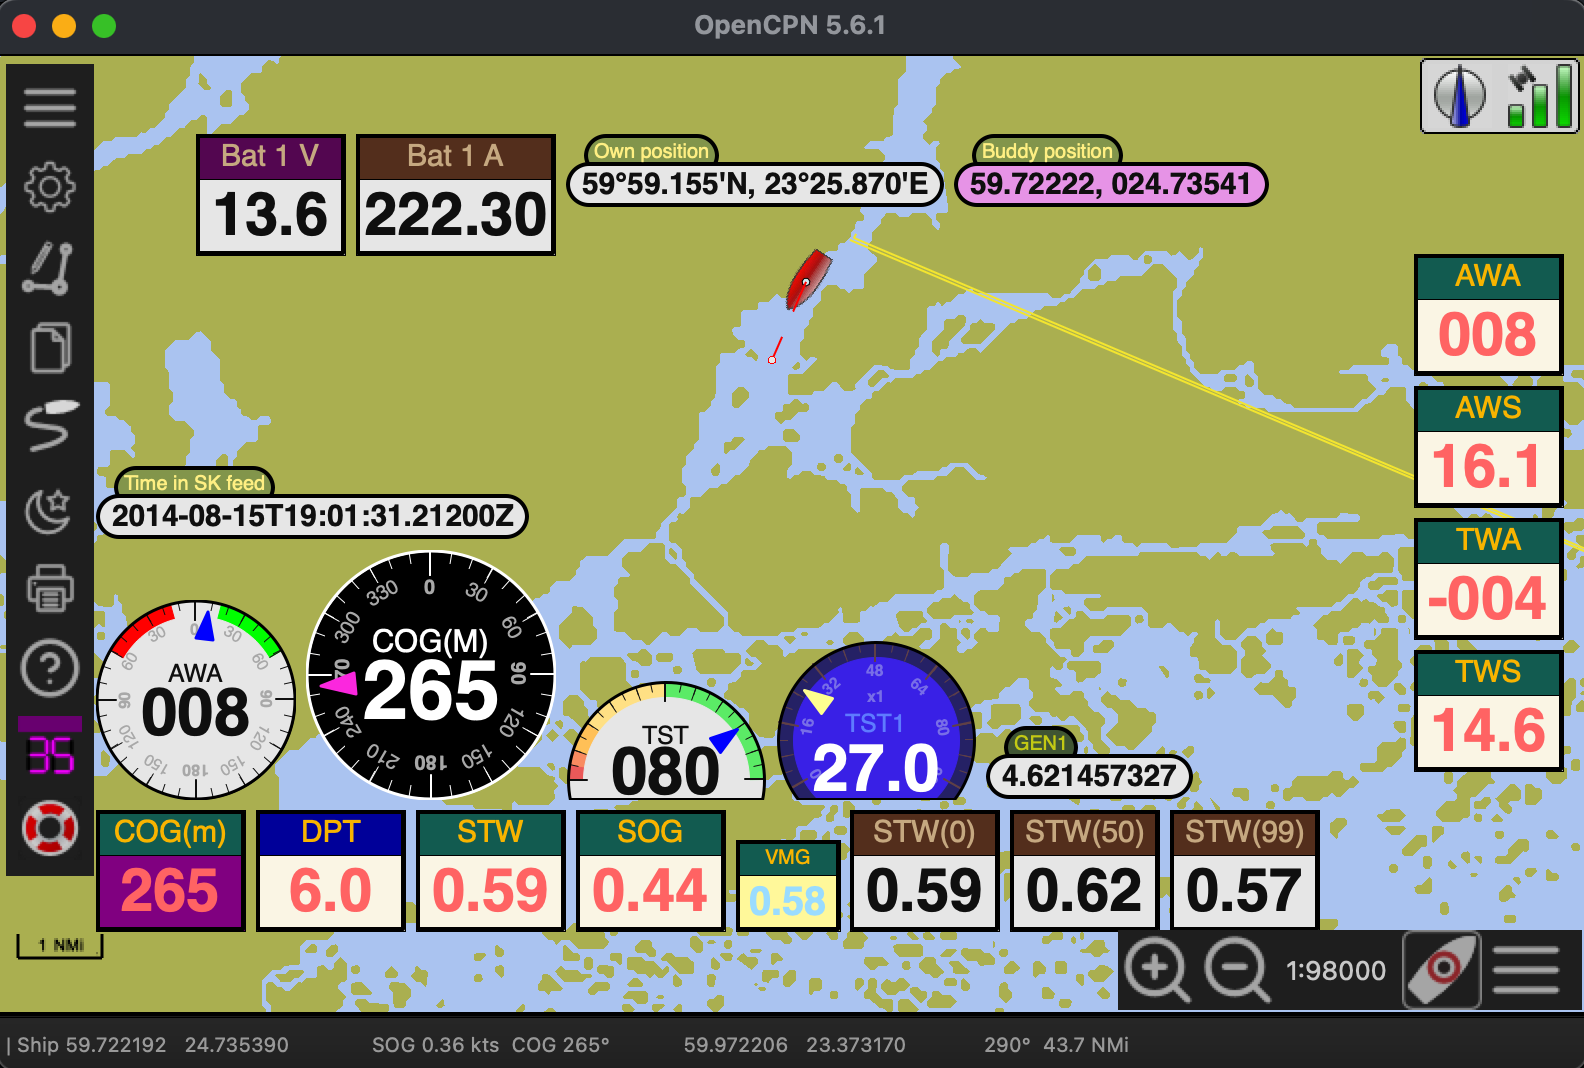 OpenCPN 5.6.1
Bat 1 V
13.6
Bat 1 A
222.30
Own position
59°59.155'N, 23°25.870'E
Buddy position
59.72222, 024.73541
AWA
008
AWS
16.1
TWA
-004
TWS
14.6
Time in SK feed
2014-08-15T19:01:31.21200Z
0
30
30
60
60
90
90
120
120
150
150
180
AWA
008
0
30
60
90
120
150
180
210
240
300
330
COG(M)
265
TST
080
16
32
48
64
80
x1
TST1
27.0
GEN1
4.621457327
35
COG(m)
265
DPT
6.0
STW
0.59
SOG
0.44
VMG
0.58
STW(0)
0.59
STW(50)
0.62
STW(99)
0.57
1 NMi
1:98000
| Ship 59.722192 24.735390 SOG 0.36 kts COG 265° 59.972206 23.373170 290° 43.7 NMi